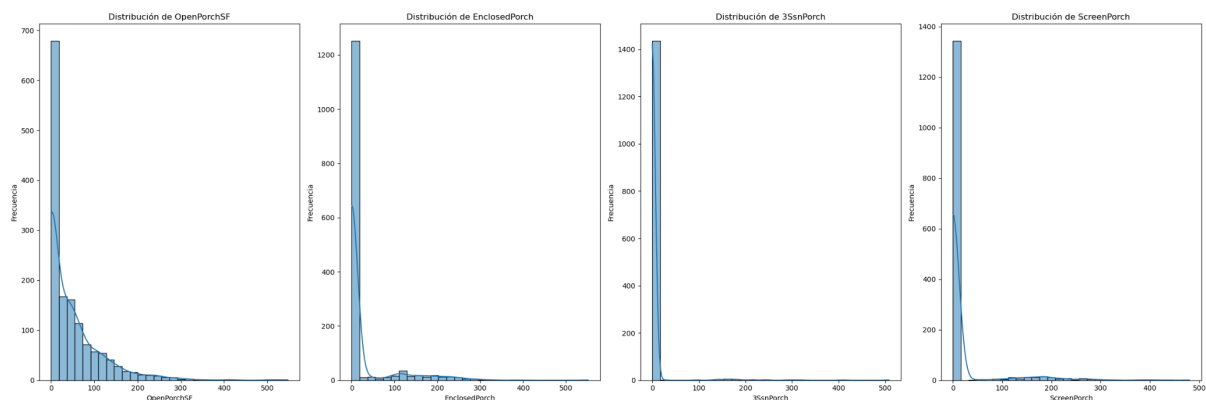 Distribución de OpenPorchSF
Frecuencia
700
600
500
400
300
200
100
0
0 100 200 300 400 500
OpenPorchSF
Distribución de EnclosedPorch
Frecuencia
1200
1000
800
600
400
200
0
0 100 200 300 400 500
EnclosedPorch
Distribución de 3SsnPorch
Frecuencia
1400
1200
1000
800
600
400
200
0
0 100 200 300 400 500
3SsnPorch
Distribución de ScreenPorch
Frecuencia
1400
1200
1000
800
600
400
200
0
0 100 200 300 400 500
ScreenPorch